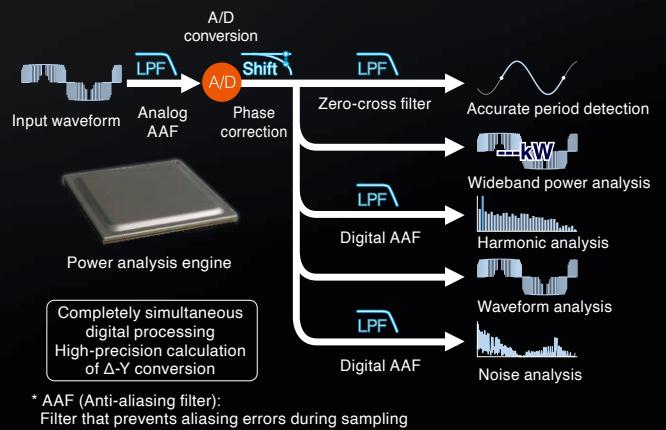 A/D
conversion
LPF
A/D
Shift
LPF
Input waveform
Analog
AAF
Phase
correction
Zero-cross filter
Accurate period detection
---kW
Wideband power analysis
LPF
Digital AAF
Harmonic analysis
Power analysis engine
Waveform analysis
Completely simultaneous
digital processing
High-precision calculation
of Δ-Y conversion
LPF
Digital AAF
Noise analysis
* AAF (Anti-aliasing filter):
Filter that prevents aliasing errors during sampling